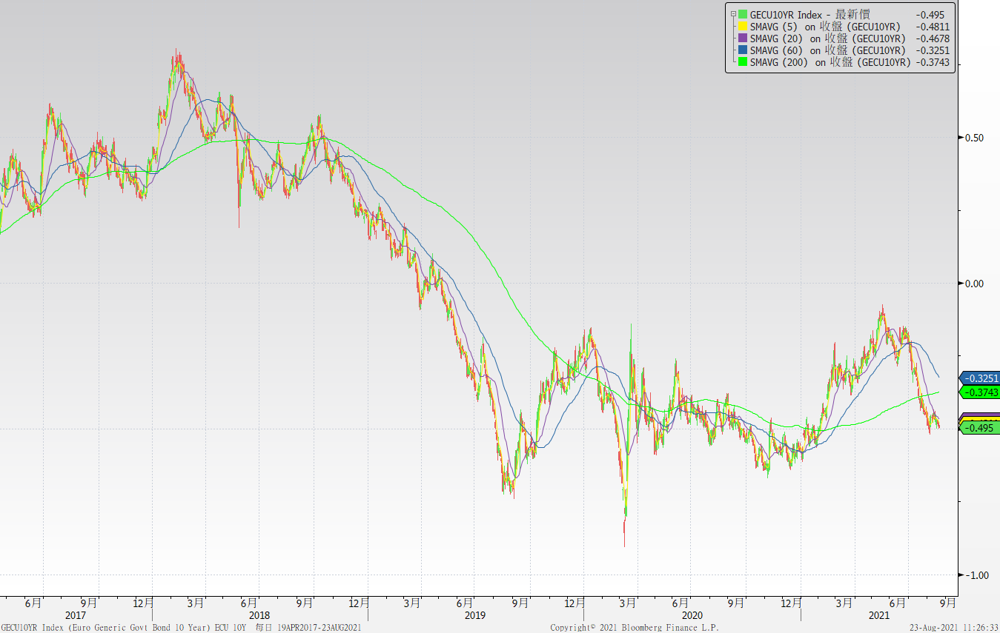 GECU10YR Index - 最新價 -0.495
SMAVG (5) on 收盤 (GECU10YR) -0.4811
SMAVG (20) on 收盤 (GECU10YR) -0.4678
SMAVG (60) on 收盤 (GECU10YR) -0.3251
SMAVG (200) on 收盤 (GECU10YR) -0.3743
0.50
0.00
-0.3251
-0.3743
-0.495
-1.00
6月 9月 12月 3月 6月 9月 12月 3月 6月 9月 12月 3月 6月 9月 12月 3月 6月 9月
2017 2018 2019 2020 2021
GECU10YR Index (Euro Generic Govt Bond 10 Year) ECU 10Y 每日 19APR2017-23AUG2021 Copyright© 2021 Bloomberg Finance L.P. 23-Aug-2021 11:26:33